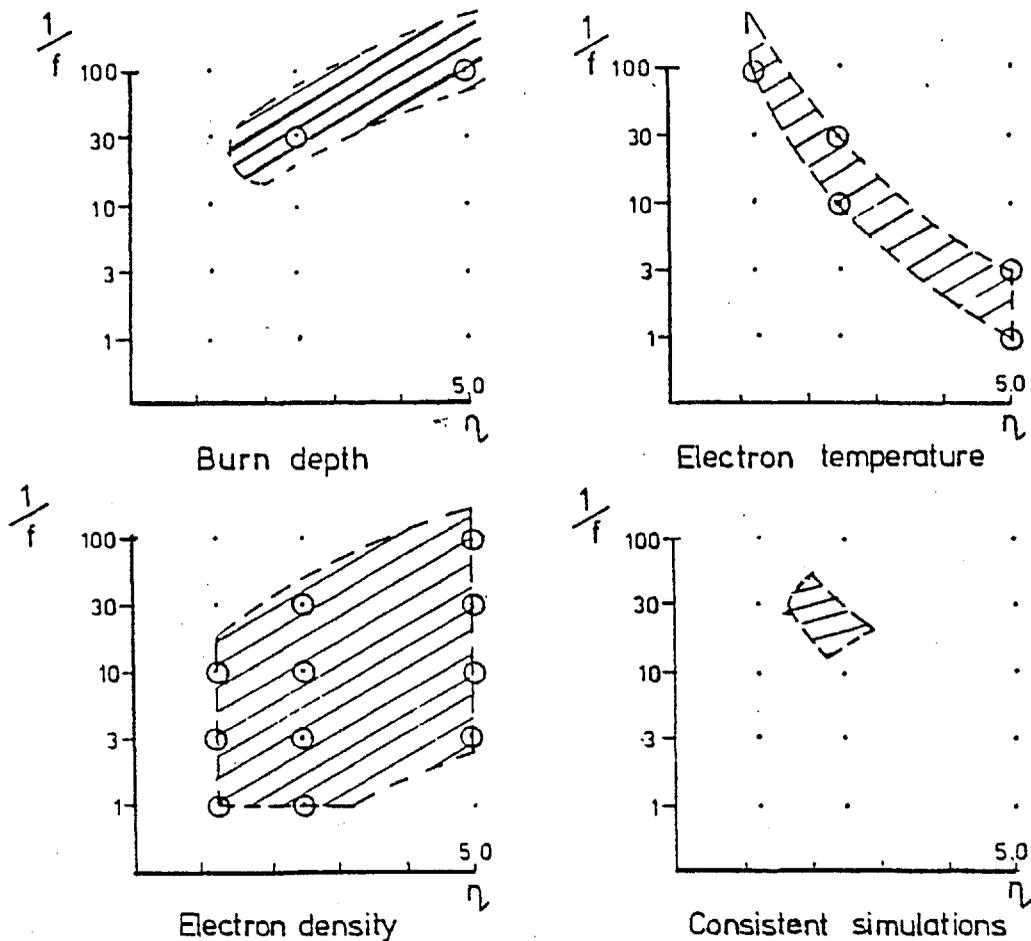 1/f
100
30
10
3
1
5.0
η
Burn depth
1/f
100
30
10
3
1
5.0
η
Electron temperature
1/f
100
30
10
3
1
5.0
η
Electron density
1/f
100
30
10
3
1
5.0
η
Consistent simulations